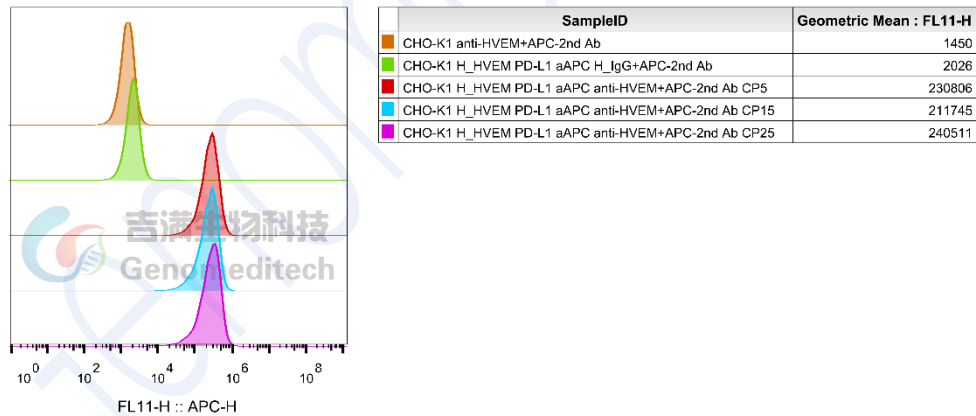 SampleID Geometric Mean : FL11-H
CHO-K1 anti-HVEM+APC-2nd Ab 1450
CHO-K1 H_HVEM PD-L1 aAPC H_IgG+APC-2nd Ab 2026
CHO-K1 H_HVEM PD-L1 aAPC anti-HVEM+APC-2nd Ab CP5 230806
CHO-K1 H_HVEM PD-L1 aAPC anti-HVEM+APC-2nd Ab CP15 211745
CHO-K1 H_HVEM PD-L1 aAPC anti-HVEM+APC-2nd Ab CP25 240511
吉满生物科技
Genomeditech
10^0 10^2 10^4 10^6 10^8
FL11-H :: APC-H